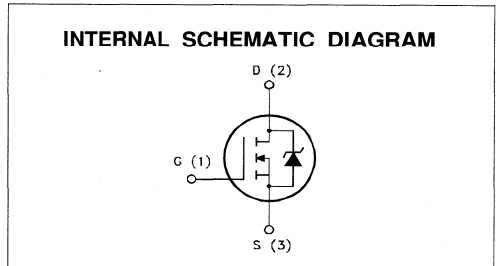 INTERNAL SCHEMATIC DIAGRAM
D (2)
G (1)
S (3)